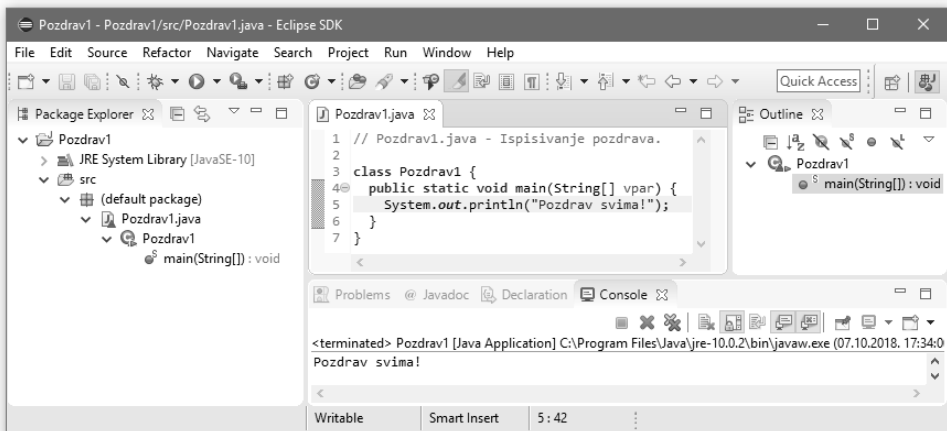 Pozdrav1 - Pozdrav1/src/Pozdrav1.java - Eclipse SDK
File Edit Source Refactor Navigate Search Project Run Window Help
Quick Access
Package Explorer
Pozdrav1
JRE System Library [JavaSE-10]
src
(default package)
Pozdrav1.java
Pozdrav1
main(String[]) : void
Pozdrav1.java
1 // Pozdrav1.java - Ispisivanje pozdrava.
2
3 class Pozdrav1 {
4 public static void main(String[] vpar) {
5 System.out.println("Pozdrav svima!");
6 }
7 }
Outline
Pozdrav1
main(String[]) : void
Problems @ Javadoc Declaration Console
<terminated> Pozdrav1 [Java Application] C:\Program Files\Java\jre-10.0.2\bin\javaw.exe (07.10.2018. 17:34:0
Pozdrav svima!
Writable Smart Insert 5 : 42